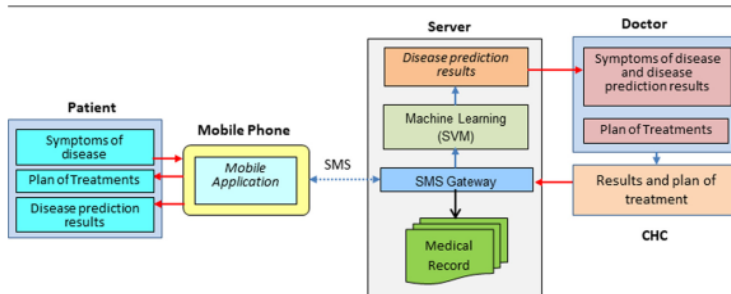 Patient
Symptoms of
disease
Plan of Treatments
Disease prediction
results
Mobile Phone
Mobile
Application
SMS
Server
Disease prediction
results
Machine Learning
(SVM)
SMS Gateway
Medical
Record
Doctor
Symptoms of disease
and disease
prediction results
Plan of Treatments
Results and plan of
treatment
CHC